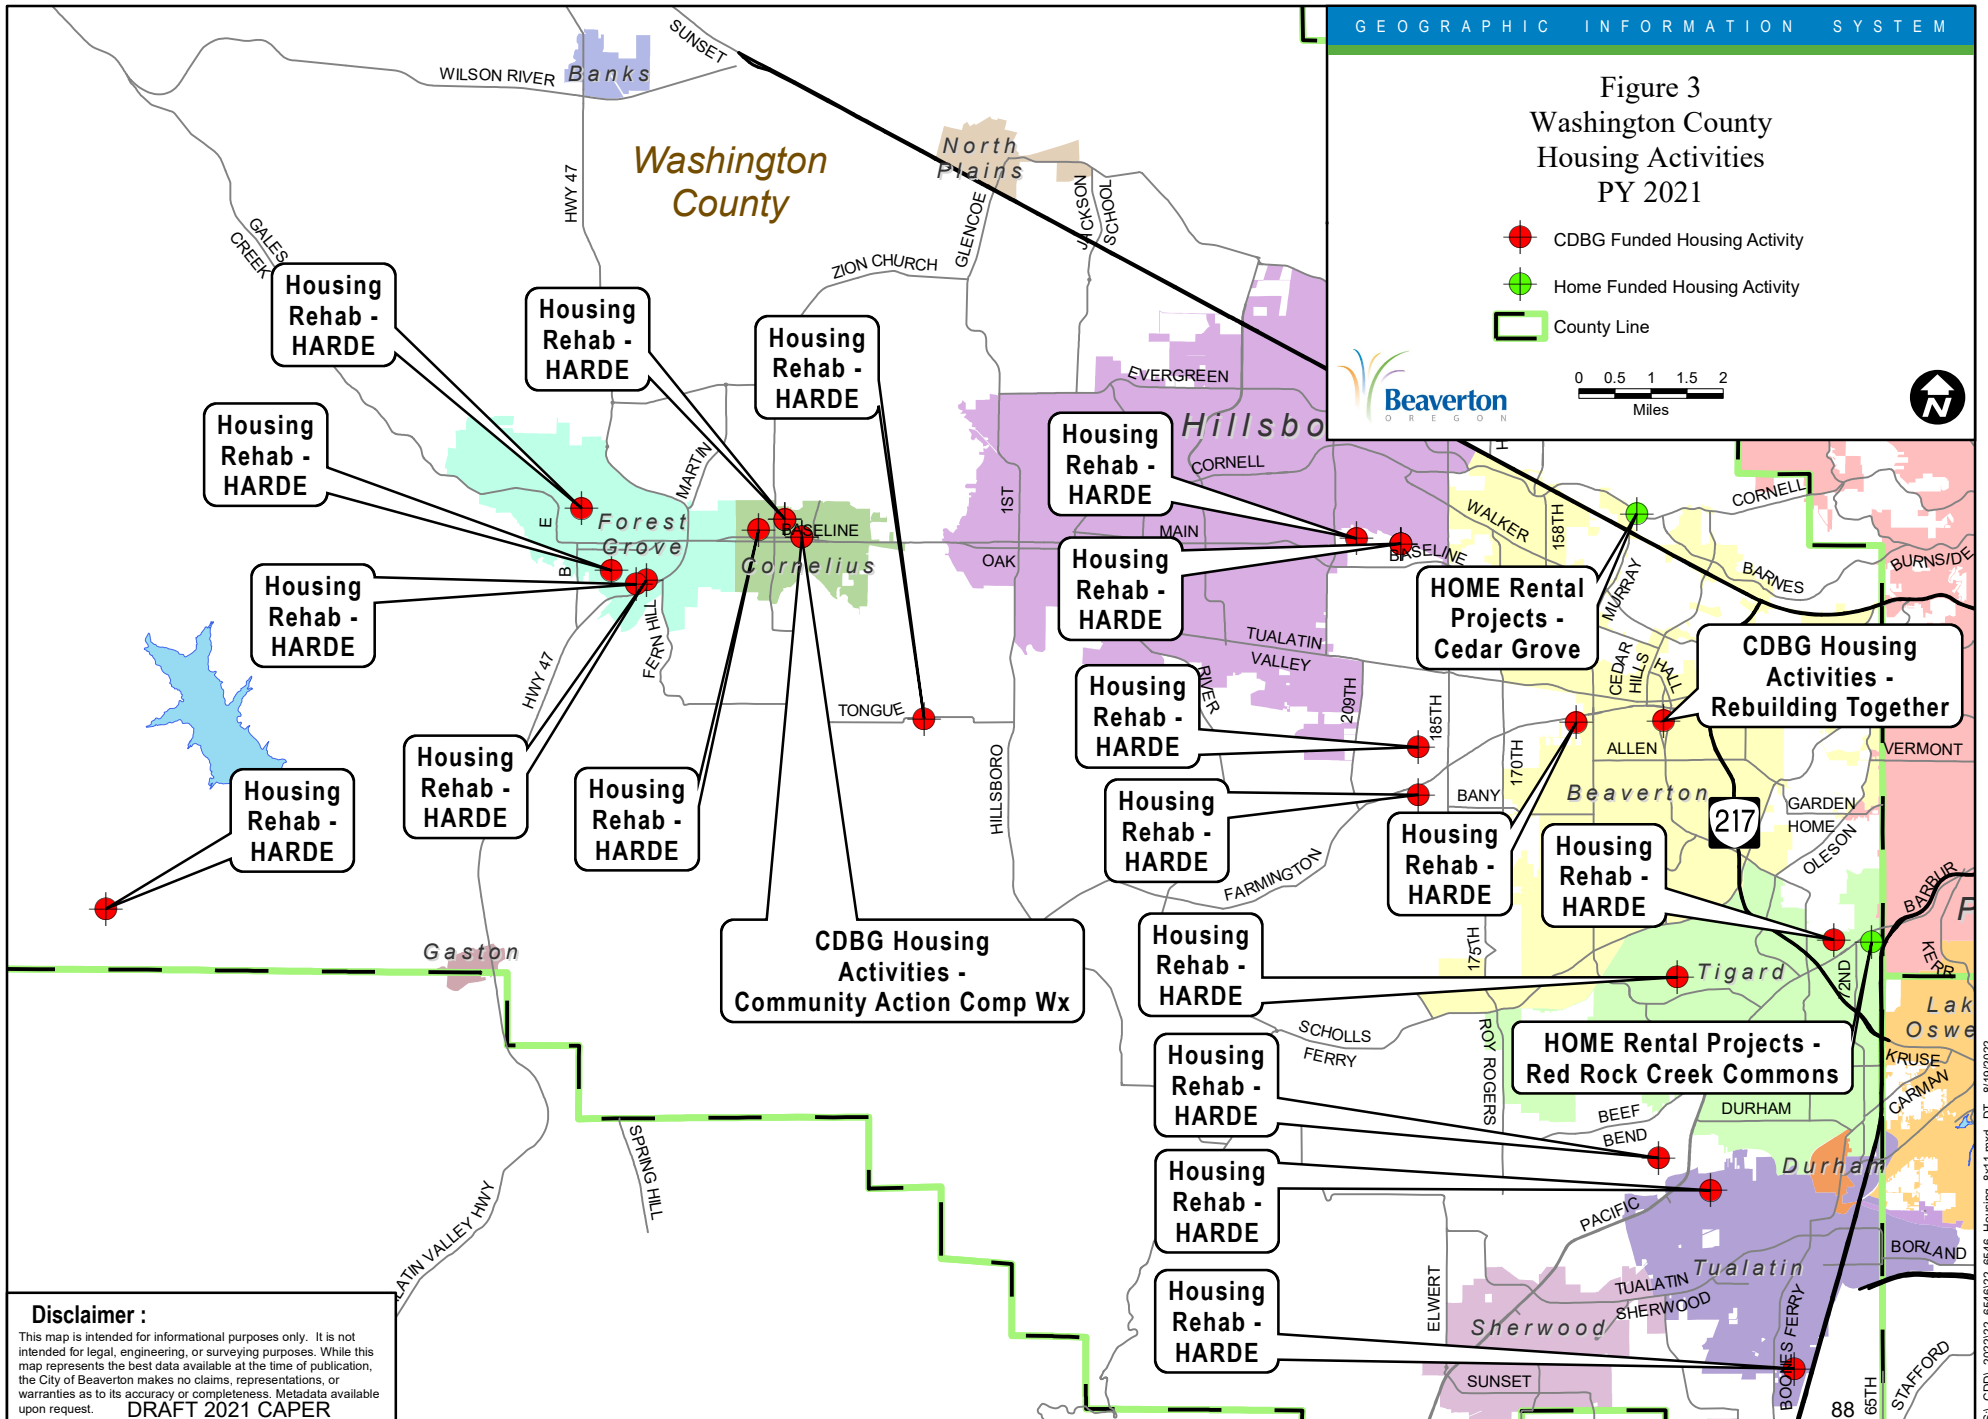 GEOGRAPHIC INFORMATION SYSTEM
Figure 3
Washington County
Housing Activities
PY 2021
CDBG Funded Housing Activity
Home Funded Housing Activity
County Line
0 0.5 1 1.5 2
Miles
Beaverton
OREGON
N
SUNSET
WILSON RIVER
Banks
North
Plains
Washington
County
HWY 47
GALES
CREEK
GLENCOE
JACKSON
SCHOOL
ZION CHURCH
Housing
Rehab -
HARDE
Housing
Rehab -
HARDE
Housing
Rehab -
HARDE
EVERGREEN
Hillsbo
CORNELL
Housing
Rehab -
HARDE
Housing
Rehab -
HARDE
MARTIN
1ST
E
Forest
Grove
BASELINE
Cornelius
B
MAIN
OAK
BASELINE
WALKER
158TH
CORNELL
BARNES
BURNSIDE
MURRAY
Housing
Rehab -
HARDE
HOME Rental
Projects -
Cedar Grove
Housing
Rehab -
HARDE
FERN HILL
HWY 47
TUALATIN
VALLEY
RIVER
209TH
185TH
170TH
CEDAR
HILLS
HALL
CDBG Housing
Activities -
Rebuilding Together
Housing
Rehab -
HARDE
TONGUE
HILLSBORO
ALLEN
VERMONT
Housing
Rehab -
HARDE
Housing
Rehab -
HARDE
Housing
Rehab -
HARDE
Housing
Rehab -
HARDE
BANY
Beaverton
217
GARDEN
HOME
OLESON
Housing
Rehab -
HARDE
Housing
Rehab -
HARDE
FARMINGTON
BARBUR
P
KERR
Gaston
CDBG Housing
Activities -
Community Action Comp Wx
Housing
Rehab -
HARDE
175TH
Tigard
72ND
Lak
Oswe
SCHOLLS
FERRY
ROY ROGERS
HOME Rental Projects -
Red Rock Creek Commons
KRUSE
CARMAN
Housing
Rehab -
HARDE
BEEF
BEND
DURHAM
Durham
SPRING HILL
Housing
Rehab -
HARDE
PACIFIC
BORLAND
LATIN VALLEY HWY
Tualatin
TUALATIN
SHERWOOD
ELWERT
Sherwood
Housing
Rehab -
HARDE
BOONES FERRY
SUNSET
65TH
STAFFORD
88
Disclaimer :
This map is intended for informational purposes only. It is not
intended for legal, engineering, or surveying purposes. While this
map represents the best data available at the time of publication,
the City of Beaverton makes no claims, representations, or
warranties as to its accuracy or completeness. Metadata available
upon request.
DRAFT 2021 CAPER